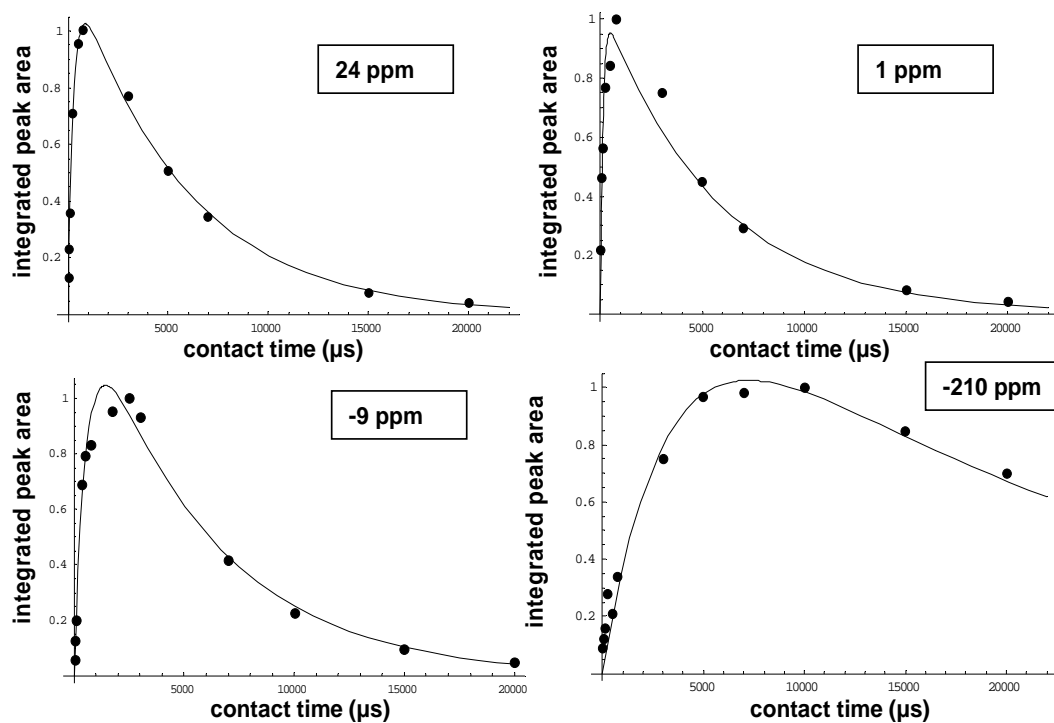 24 ppm
integrated peak area
1
0.8
0.6
0.4
0.2
5000 10000 15000 20000
contact time (µs)
1 ppm
integrated peak area
1
0.8
0.6
0.4
0.2
5000 10000 15000 20000
contact time (µs)
-9 ppm
integrated peak area
1
0.8
0.6
0.4
0.2
5000 10000 15000 20000
contact time (µs)
-210 ppm
integrated peak area
1
0.8
0.6
0.4
0.2
5000 10000 15000 20000
contact time (µs)